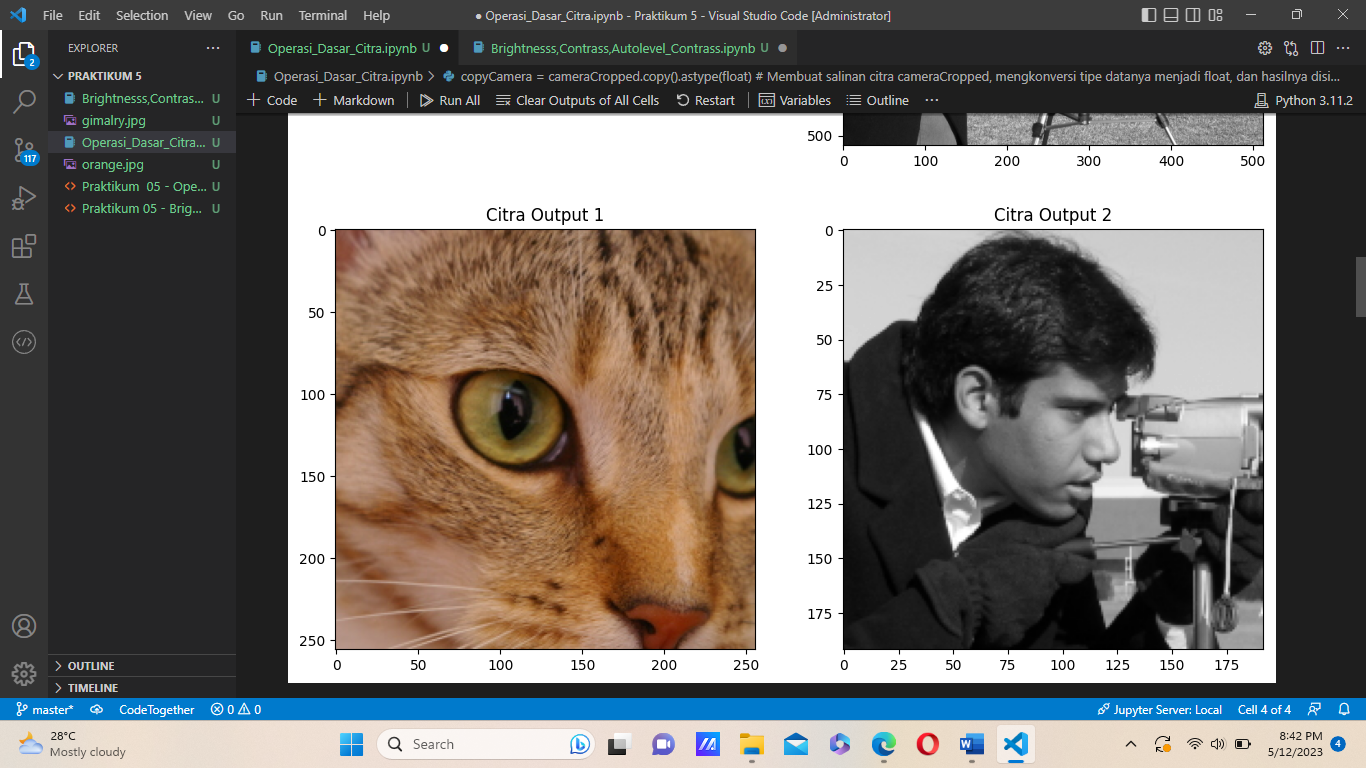 File Edit Selection View Go Run Terminal Help
● Operasi_Dasar_Citra.ipynb - Praktikum 5 - Visual Studio Code [Administrator]
EXPLORER
Operasi_Dasar_Citra.ipynb U
Brightnesss,Contrass,Autolevel_Contrass.ipynb U
PRAKTIKUM 5
Operasi_Dasar_Citra.ipynb > copyCamera = cameraCropped.copy().astype(float) # Membuat salinan citra cameraCropped, mengkonversi tipe datanya menjadi float, dan hasilnya disi...
+ Code + Markdown Run All Clear Outputs of All Cells Restart Variables Outline ...
Python 3.11.2
2
Brightnesss,Contras... U
gimalry.jpg U
Operasi_Dasar_Citra... U
orange.jpg U
Praktikum 05 - Ope... U
Praktikum 05 - Brig... U
117
OUTLINE
TIMELINE
500
0 100 200 300 400 500
Citra Output 1
0
50
100
150
200
250
0 50 100 150 200 250
Citra Output 2
0
25
50
75
100
125
150
175
0 25 50 75 100 125 150 175
master* CodeTogether 0 0 Jupyter Server: Local Cell 4 of 4
28°C
Mostly cloudy
Search
8:42 PM
5/12/2023
4